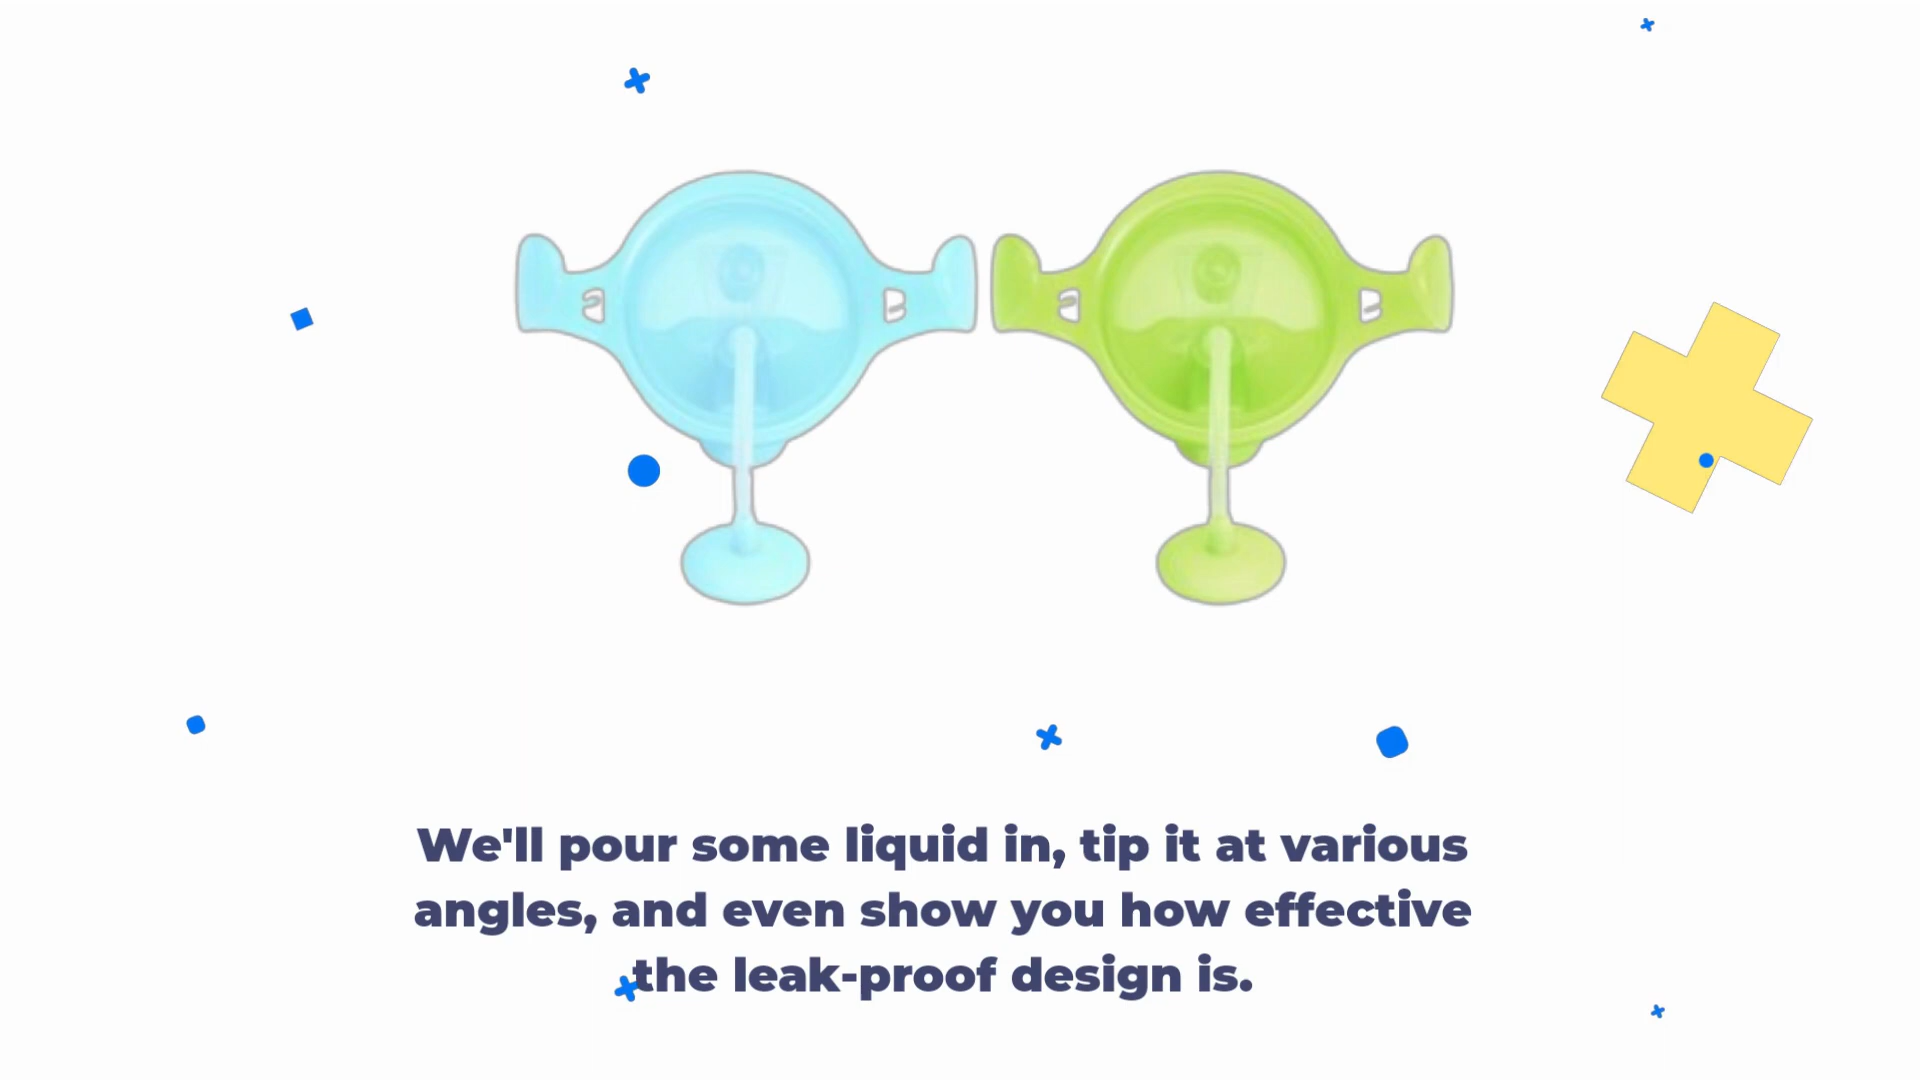 We'll pour some liquid in, tip it at various
angles, and even show you how effective
the leak-proof design is.